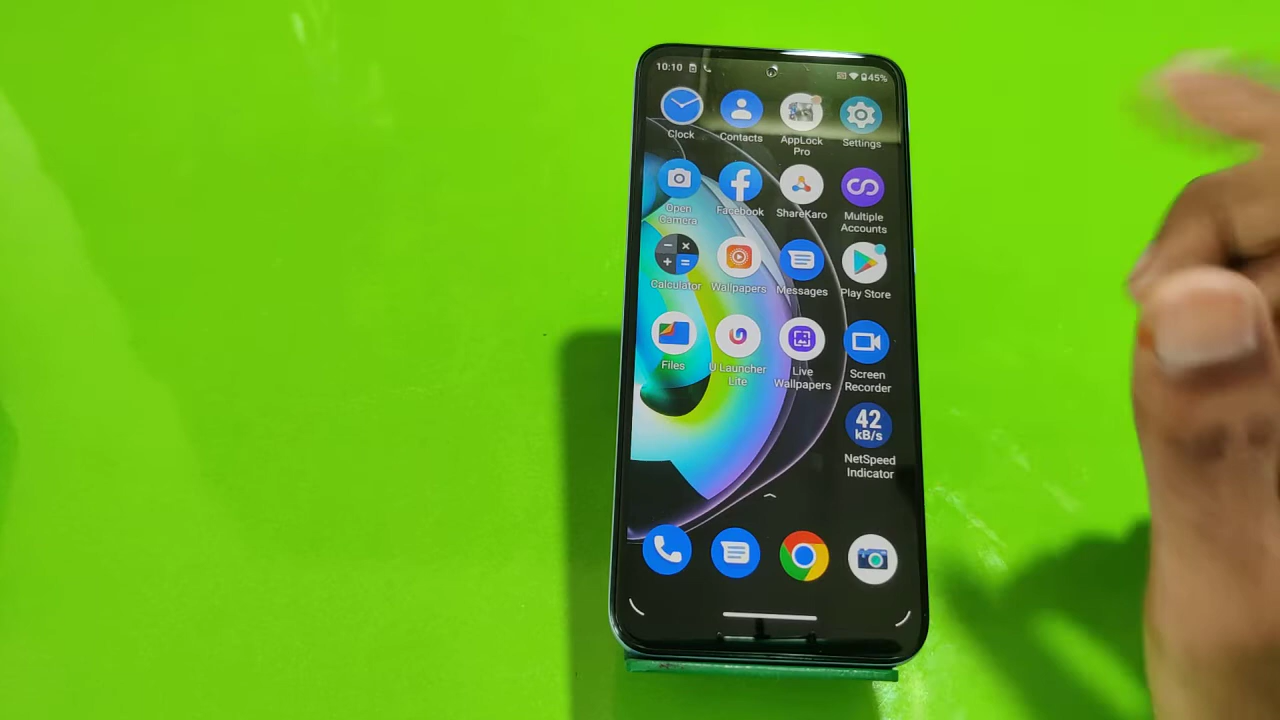 10:10 45%
Clock Contacts AppLock Pro Settings
Open Camera Facebook ShareKaro Multiple Accounts
Calculator Wallpapers Messages Play Store
Files U Launcher Lite Live Wallpapers Screen Recorder
42 kB/s
NetSpeed Indicator